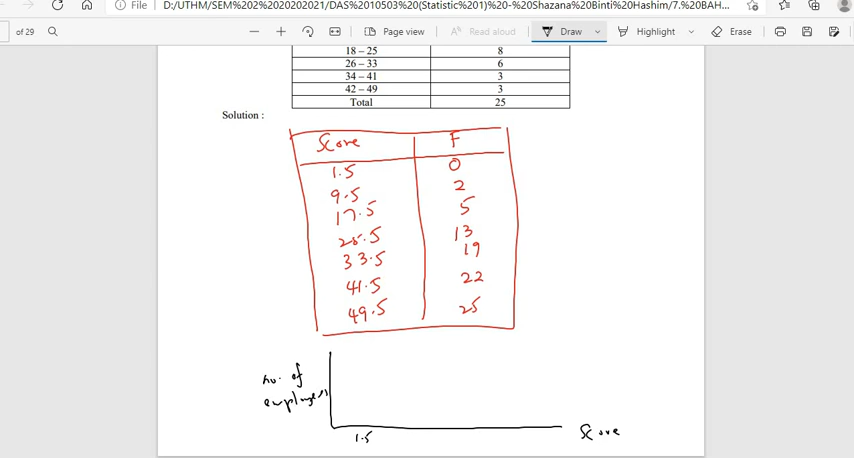 File | D:/UTHM/SEM%202%2020202021/DAS%2010503%20(Statistic%201)%20-%20Shazana%20Binti%20Hashim/7.%20BAH...
of 29 Page view Read aloud Draw Highlight Erase
18 – 25 8
26 – 33 6
34 – 41 3
42 – 49 3
Total 25
Solution :
Score F
1.5 0
9.5 2
17.5 5
25.5 13
33.5 19
41.5 22
49.5 25
no. of
employees
1.5
Score